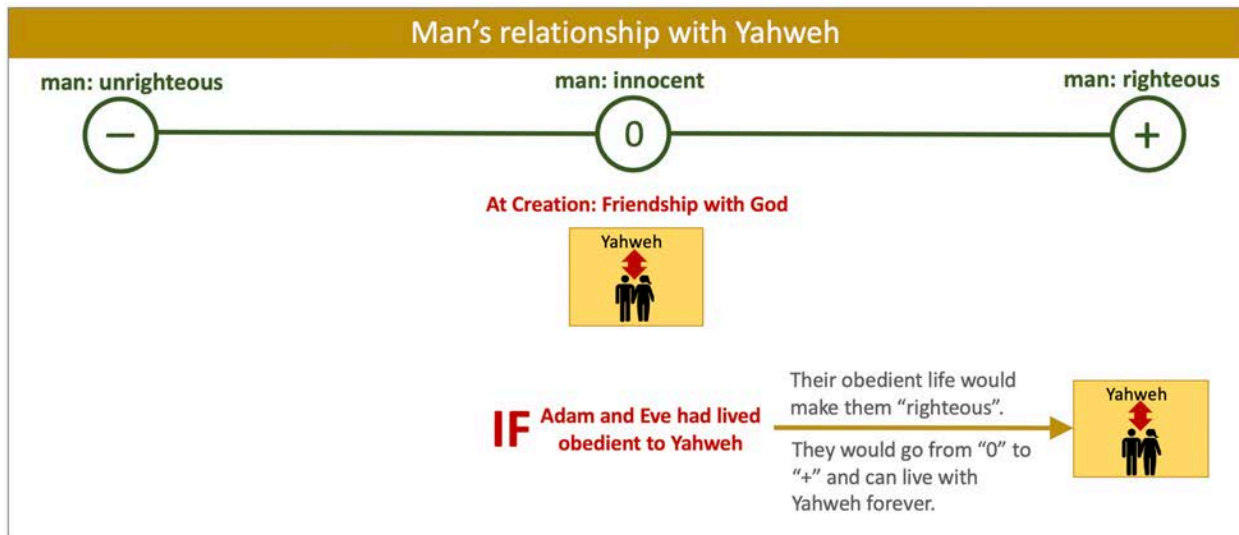 Man's relationship with Yahweh
man: unrighteous
man: innocent
man: righteous
−
0
+
At Creation: Friendship with God
Yahweh
IF
Adam and Eve had lived
obedient to Yahweh
Their obedient life would
make them “righteous”.
They would go from “0” to
“+” and can live with
Yahweh forever.
Yahweh